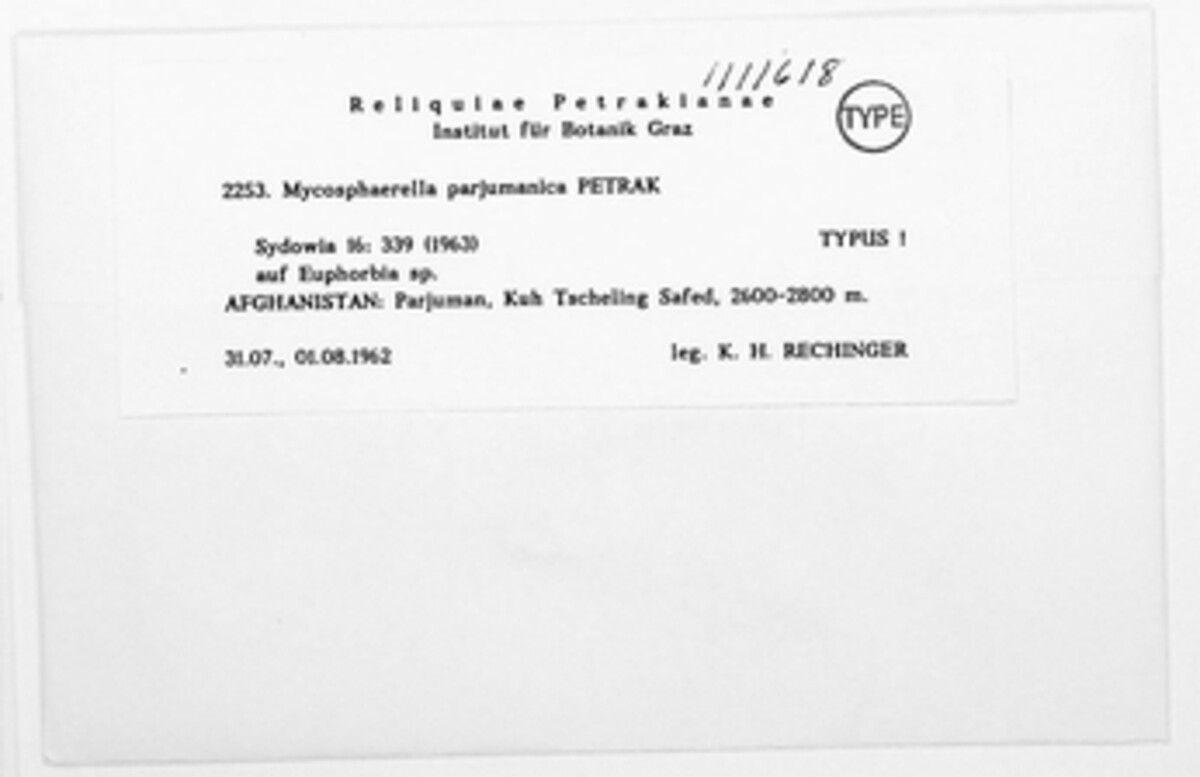 1111618
Reliquiae Petrakianae
TYPE
Institut für Botanik Graz
2253. Mycosphaerella parjumanica PETRAK
Sydowia 16: 339 (1963) TYPUS !
auf Euphorbia sp.
AFGHANISTAN: Parjuman, Kuh Tscheling Safed, 2600-2800 m.
31.07., 01.08.1962 leg. K. H. RECHINGER